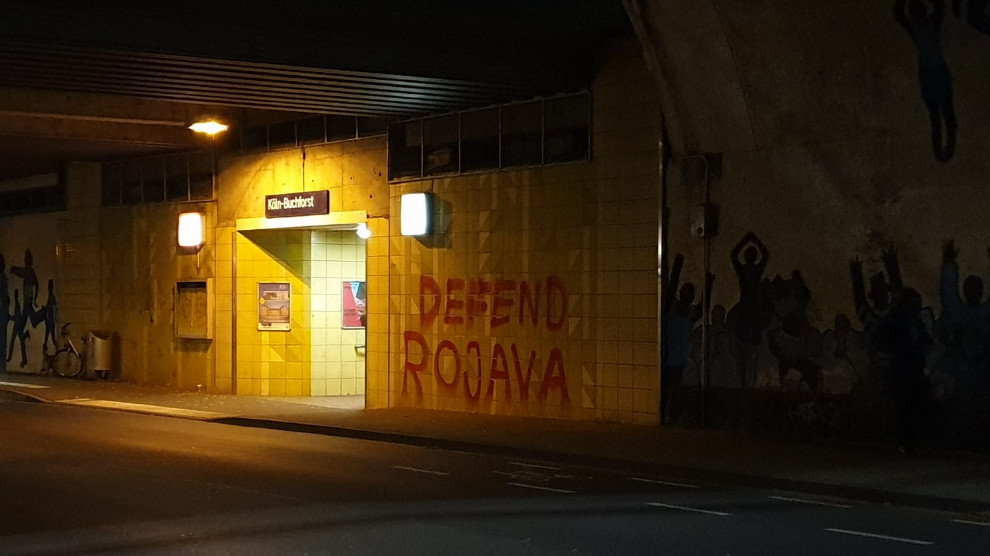 Köln-Buchforst
DEFEND
ROJAVA